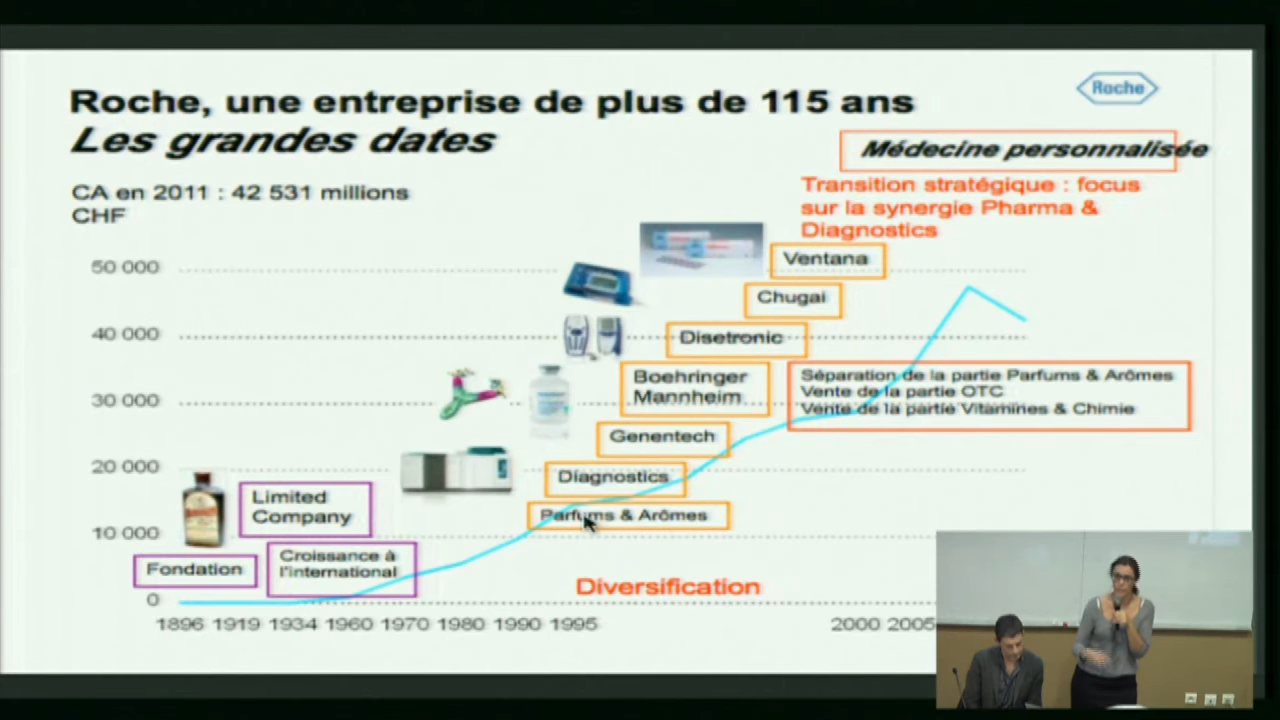 Roche, une entreprise de plus de 115 ans
Les grandes dates
Roche
Médecine personnalisée
CA en 2011 : 42 531 millions
CHF
Transition stratégique : focus
sur la synergie Pharma &
Diagnostics
50 000
40 000
30 000
20 000
10 000
0
Ventana
Chugai
Disetronic
Boehringer
Mannheim
Séparation de la partie Parfums & Arômes
Vente de la partie OTC
Vente de la partie Vitamines & Chimie
Genentech
Diagnostics
Parfums & Arômes
Limited
Company
Fondation
Croissance à
l'international
Diversification
1896 1919 1934 1960 1970 1980 1990 1995 2000 2005